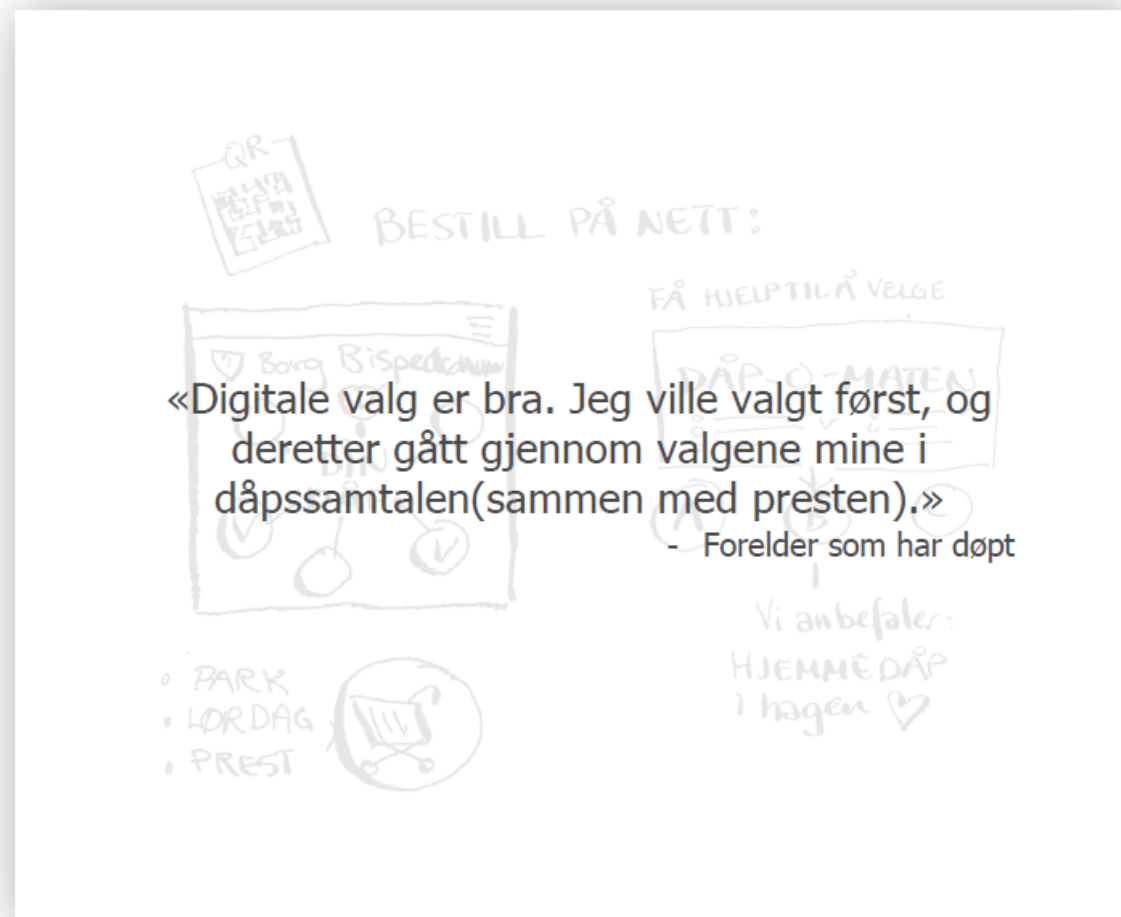 QR
BESTILL PÅ NETT:
FÅ HJELP TIL Å VELGE
Borg Bispedømme
DÅP-O-MATEN
«Digitale valg er bra. Jeg ville valgt først, og
deretter gått gjennom valgene mine i
dåpssamtalen(sammen med presten).»
- Forelder som har døpt
Vi anbefaler:
HJEMMEDÅP
i hagen
• PARK
• LØRDAG
• PREST